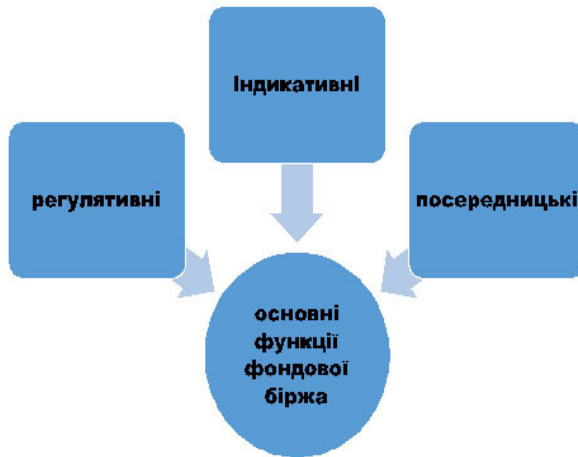 індикативні
регулятивні
посередницькі
основні
функції
фондової
біржа